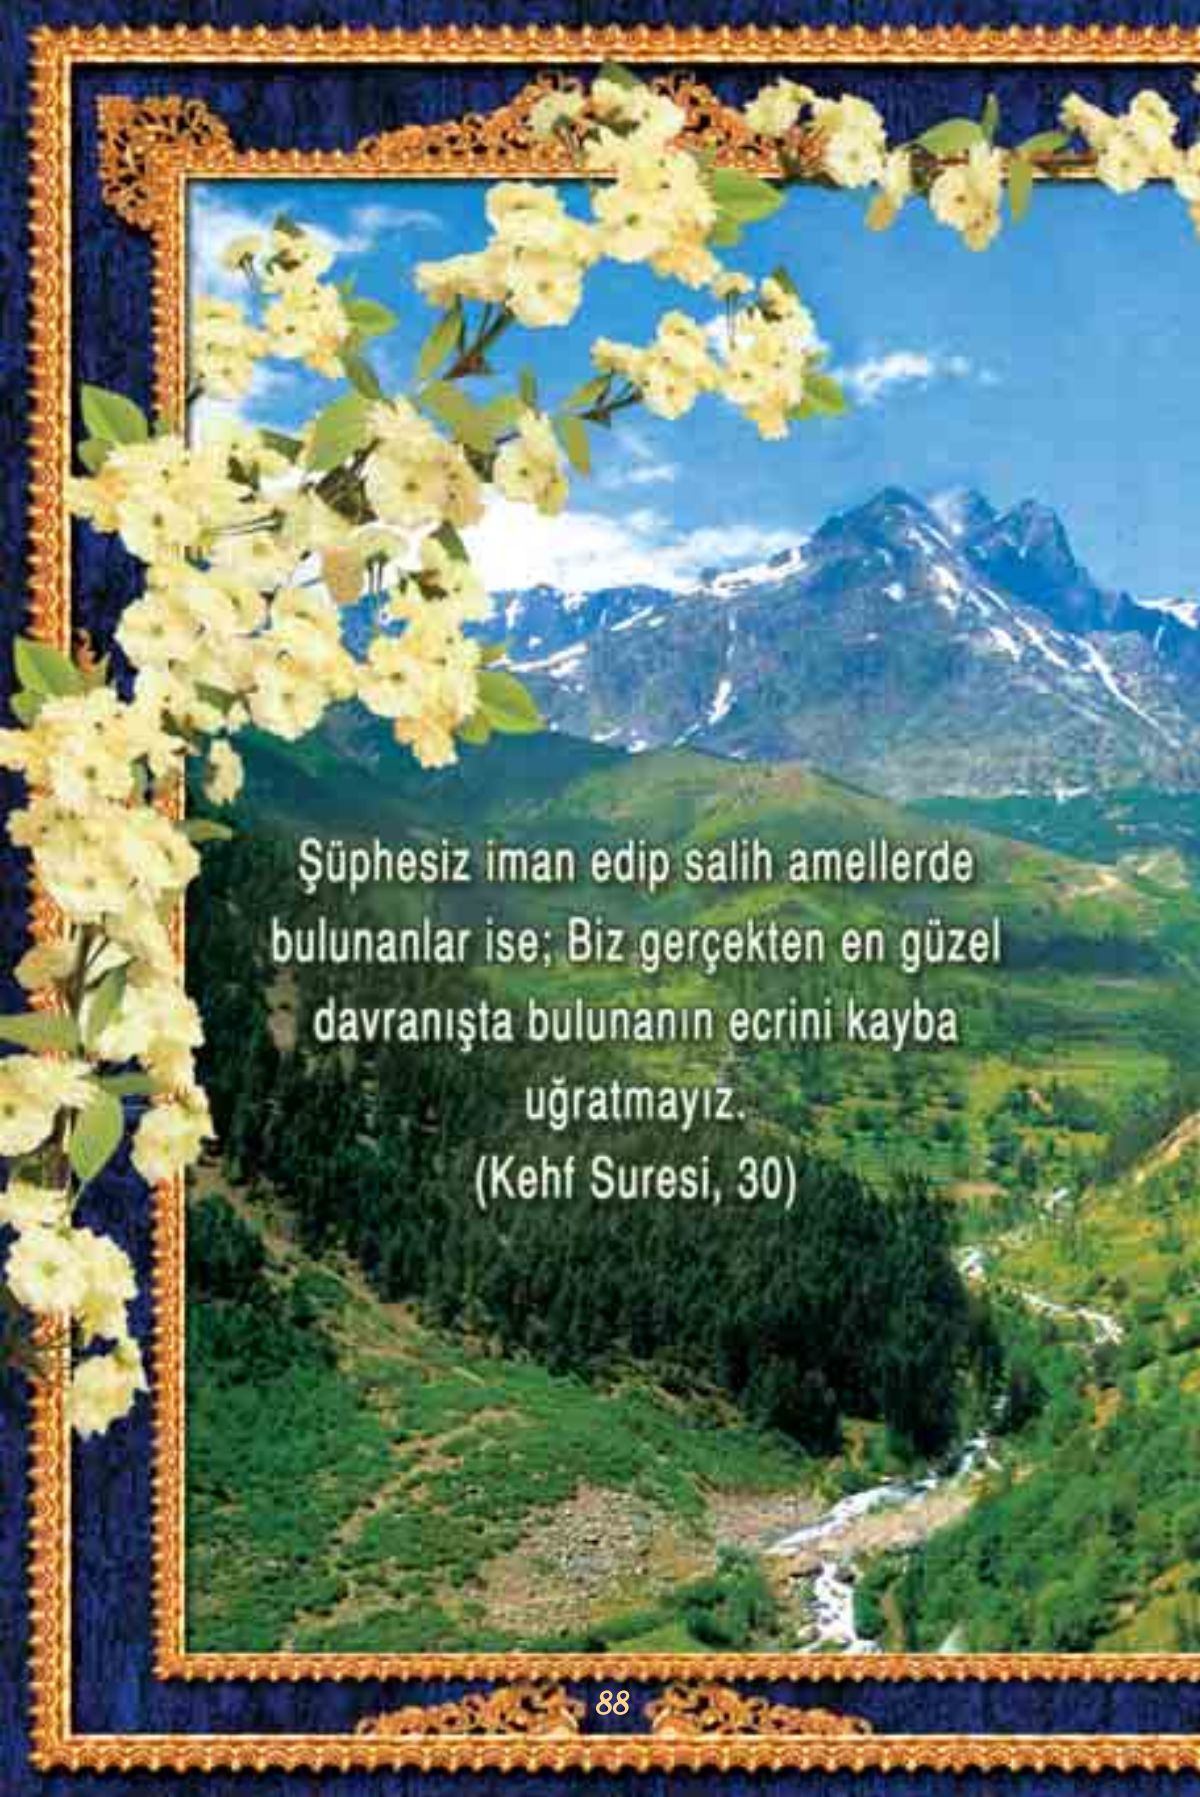 Şüphesiz iman edip salih amellerde
bulunanlar ise; Biz gerçekten en güzel
davranışta bulunanın ecrini kayba
uğratmayız.
(Kehf Suresi, 30)
88